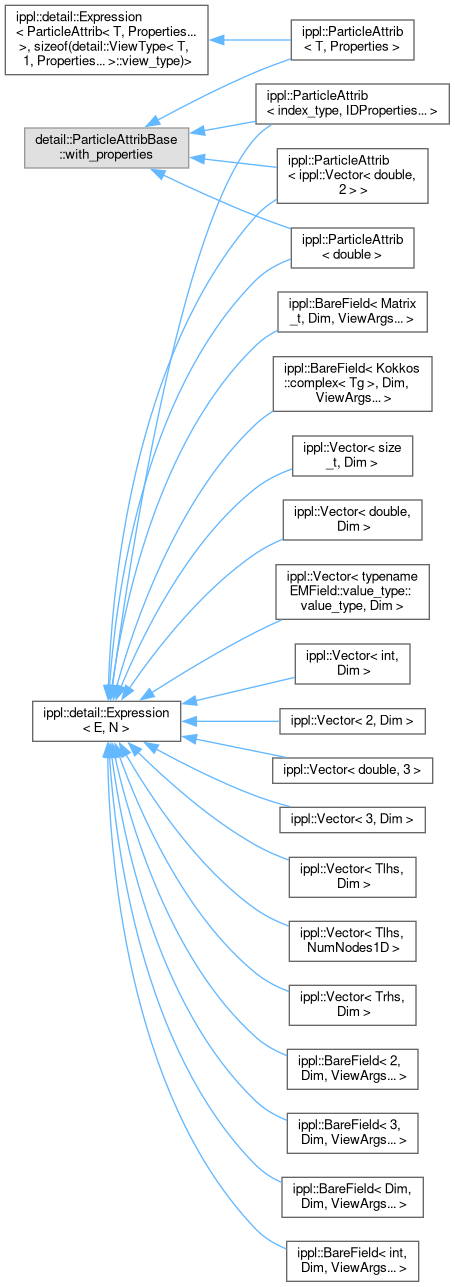 ippl::detail::Expression
< ParticleAttrib< T, Properties...
>, sizeof(detail::ViewType< T,
1, Properties... >::view_type)>
ippl::ParticleAttrib
< T, Properties >
ippl::ParticleAttrib
< index_type, IDProperties... >
detail::ParticleAttribBase
::with_properties
ippl::ParticleAttrib
< ippl::Vector< double,
2 > >
ippl::ParticleAttrib
< double >
ippl::BareField< Matrix
_t, Dim, ViewArgs... >
ippl::BareField< Kokkos
::complex< Tg >, Dim,
ViewArgs... >
ippl::Vector< size
_t, Dim >
ippl::Vector< double,
Dim >
ippl::Vector< typename
EMField::value_type::
value_type, Dim >
ippl::Vector< int,
Dim >
ippl::detail::Expression
< E, N >
ippl::Vector< 2, Dim >
ippl::Vector< double, 3 >
ippl::Vector< 3, Dim >
ippl::Vector< Tlhs,
Dim >
ippl::Vector< Tlhs,
NumNodes1D >
ippl::Vector< Trhs,
Dim >
ippl::BareField< 2,
Dim, ViewArgs... >
ippl::BareField< 3,
Dim, ViewArgs... >
ippl::BareField< Dim,
Dim, ViewArgs... >
ippl::BareField< int,
Dim, ViewArgs... >